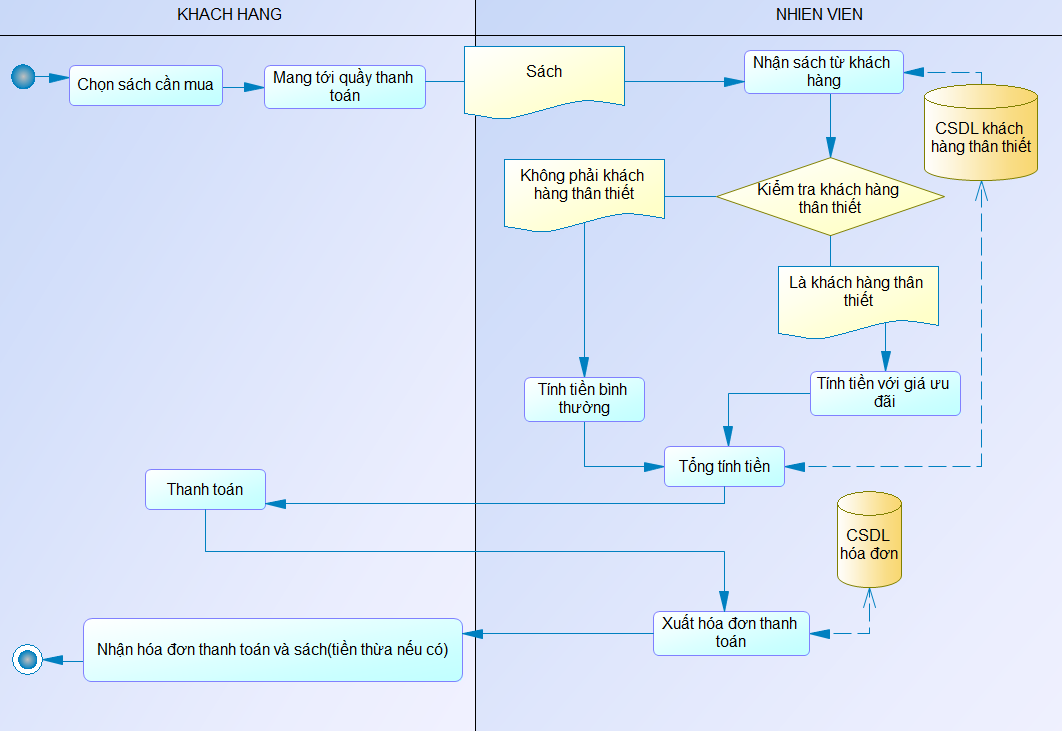 KHACH HANG
NHIEN VIEN
Chọn sách cần mua
Mang tới quầy thanh
toán
Sách
Nhận sách từ khách
hàng
CSDL khách
hàng thân thiết
Không phải khách
hàng thân thiết
Kiểm tra khách hàng
thân thiết
Là khách hàng thân
thiết
Tính tiền bình
thường
Tính tiền với giá ưu
đãi
Tổng tính tiền
Thanh toán
CSDL
hóa đơn
Xuất hóa đơn thanh
toán
Nhận hóa đơn thanh toán và sách(tiền thừa nếu có)